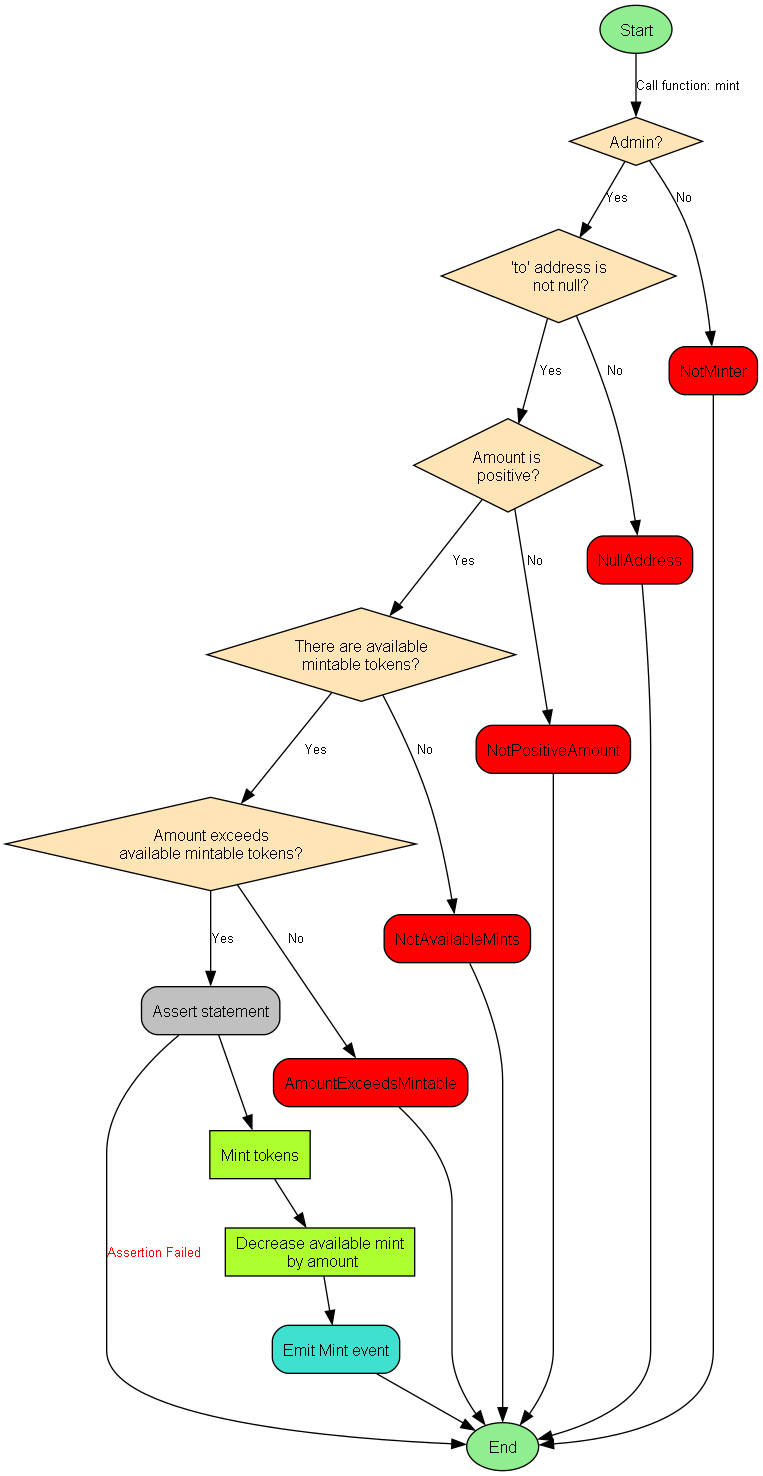 Start
Call function: mint
Admin?
Yes
No
'to' address is
not null?
NotMinter
Yes
No
Amount is
positive?
NullAddress
Yes
No
There are available
mintable tokens?
NotPositiveAmount
Yes
No
Amount exceeds
available mintable tokens?
NotAvailableMints
Yes
No
Assert statement
AmountExceedsMintable
Mint tokens
Assertion Failed
Decrease available mint
by amount
Emit Mint event
End